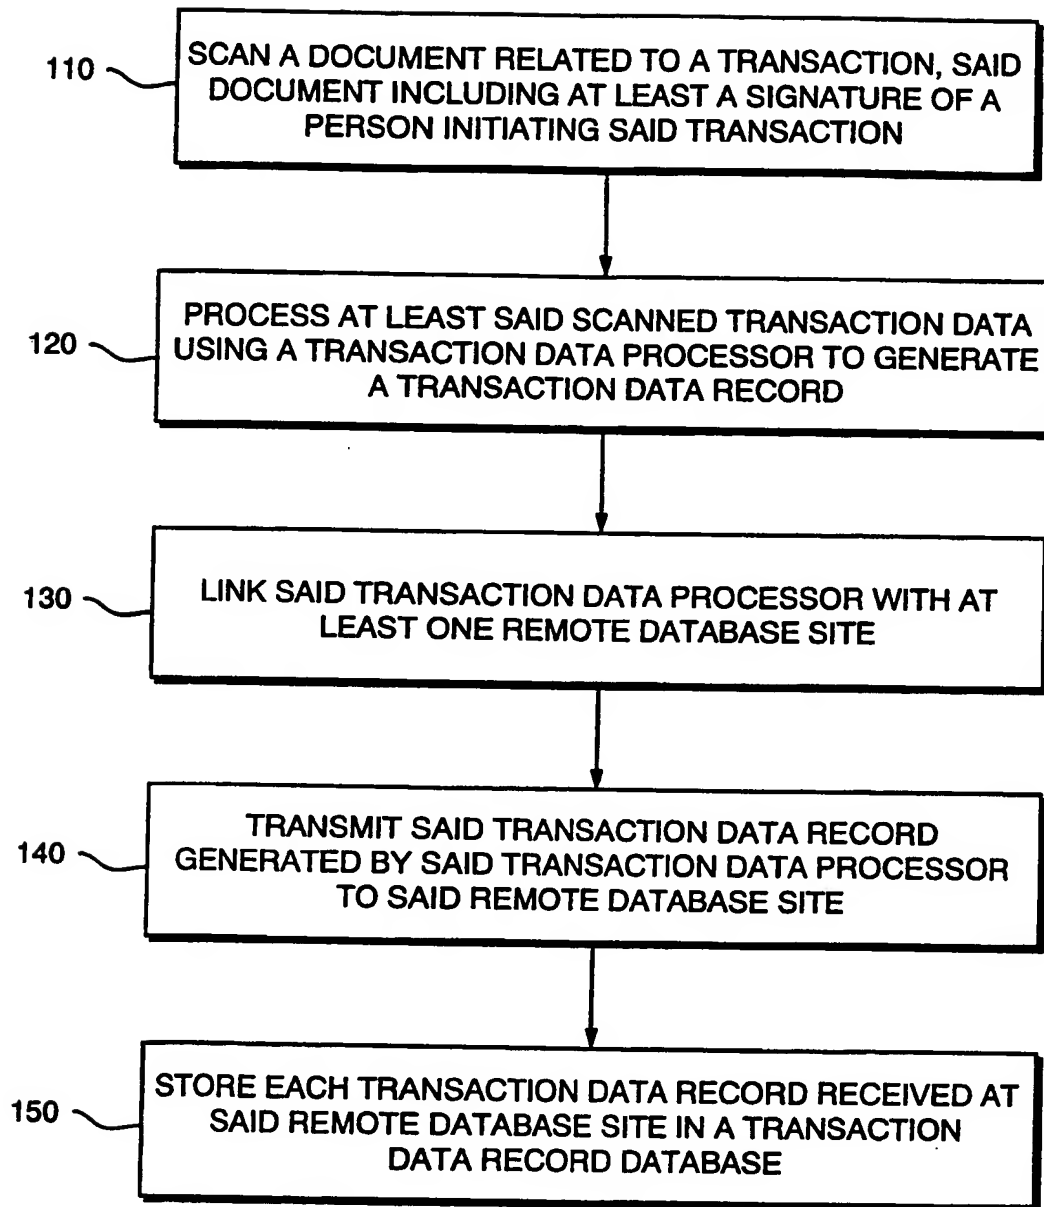 110
SCAN A DOCUMENT RELATED TO A TRANSACTION, SAID
DOCUMENT INCLUDING AT LEAST A SIGNATURE OF A
PERSON INITIATING SAID TRANSACTION
120
PROCESS AT LEAST SAID SCANNED TRANSACTION DATA
USING A TRANSACTION DATA PROCESSOR TO GENERATE
A TRANSACTION DATA RECORD
130
LINK SAID TRANSACTION DATA PROCESSOR WITH AT
LEAST ONE REMOTE DATABASE SITE
140
TRANSMIT SAID TRANSACTION DATA RECORD
GENERATED BY SAID TRANSACTION DATA PROCESSOR
TO SAID REMOTE DATABASE SITE
150
STORE EACH TRANSACTION DATA RECORD RECEIVED AT
SAID REMOTE DATABASE SITE IN A TRANSACTION
DATA RECORD DATABASE